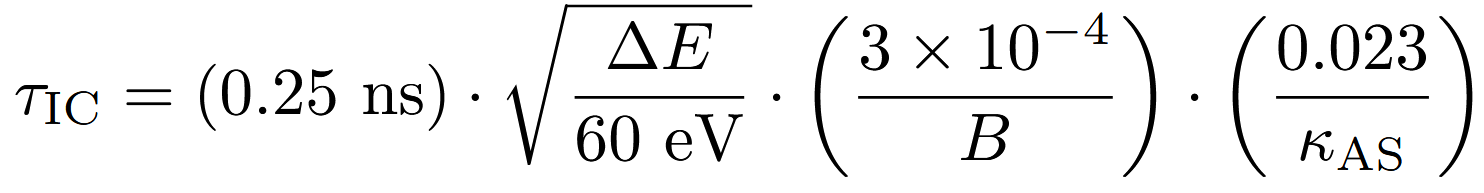 τ_IC = (0.25 ns) · √(ΔE / 60 eV) · (3 × 10⁻⁴ / B) · (0.023 / κ_AS)